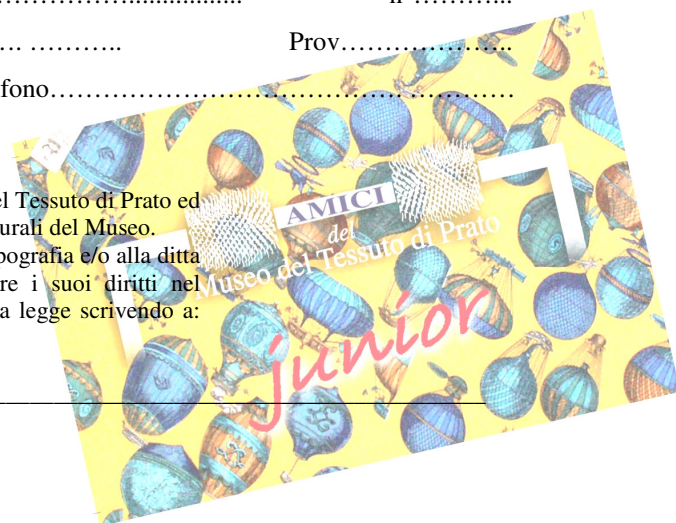 …………………….................. n ………...
…. ……….. Prov………………..
fono…………………………………….. …………
el Tessuto di Prato ed
urali del Museo.
pografia e/o alla ditta
re i suoi diritti nel
a legge scrivendo a:
AMICI
del
Museo del Tessuto di Prato
junior